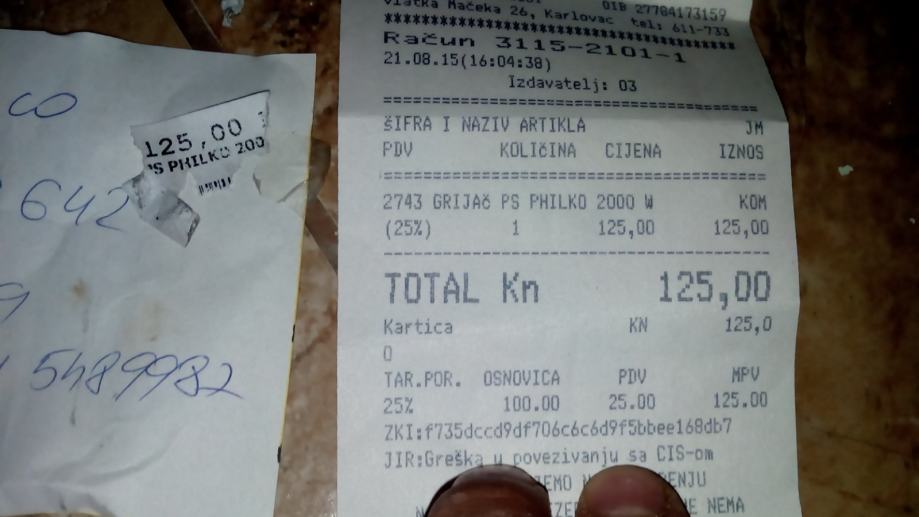 co
642
9
5489982
125,00
PS PHILKO 200
OIB 27784173159
Vlatka Mačeka 26, Karlovac tel: 611-733
************************************
Račun 3115-2101-1
21.08.15(16:04:38)
Izdavatelj: 03
========================================
šIFRA I NAZIV ARTIKLA JM
PDV KOLIčINA CIJENA IZNOS
========================================
2743 GRIJAč PS PHILKO 2000 W KOM
(25%) 1 125,00 125,00
----------------------------------------
TOTAL Kn 125,00
Kartica KN 125,0
0
TAR.POR. OSNOVICA PDV MPV
25% 100.00 25.00 125.00
ZKI:f735dccd9df706c6c6d9f5bbee168db7
JIR:Greška u povezivanju sa CIS-om
NEMA